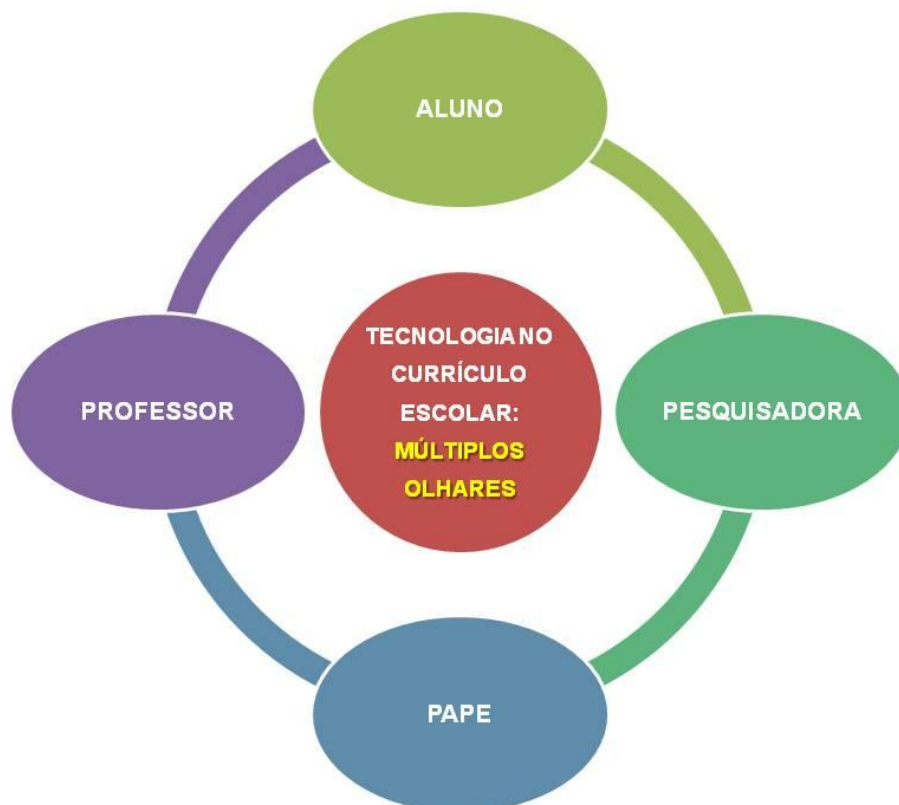 ALUNO
TECNOLOGIA NO
CURRÍCULO
ESCOLAR:
MÚLTIPLOS
OLHARES
PROFESSOR
PESQUISADORA
PAPE